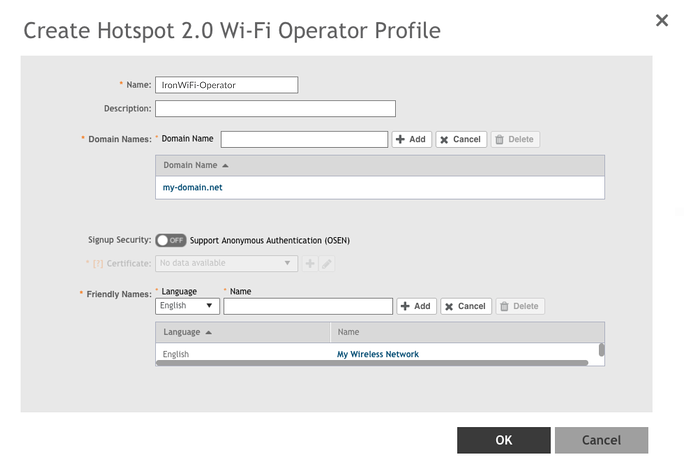 Create Hotspot 2.0 Wi-Fi Operator Profile
* Name: IronWiFi-Operator
Description:
* Domain Names: * Domain Name Add Cancel Delete
Domain Name
my-domain.net
Signup Security: OFF Support Anonymous Authentication (OSEN)
* [?] Certificate: No data available
* Friendly Names: * Language * Name
English Add Cancel Delete
Language Name
English My Wireless Network
OK Cancel